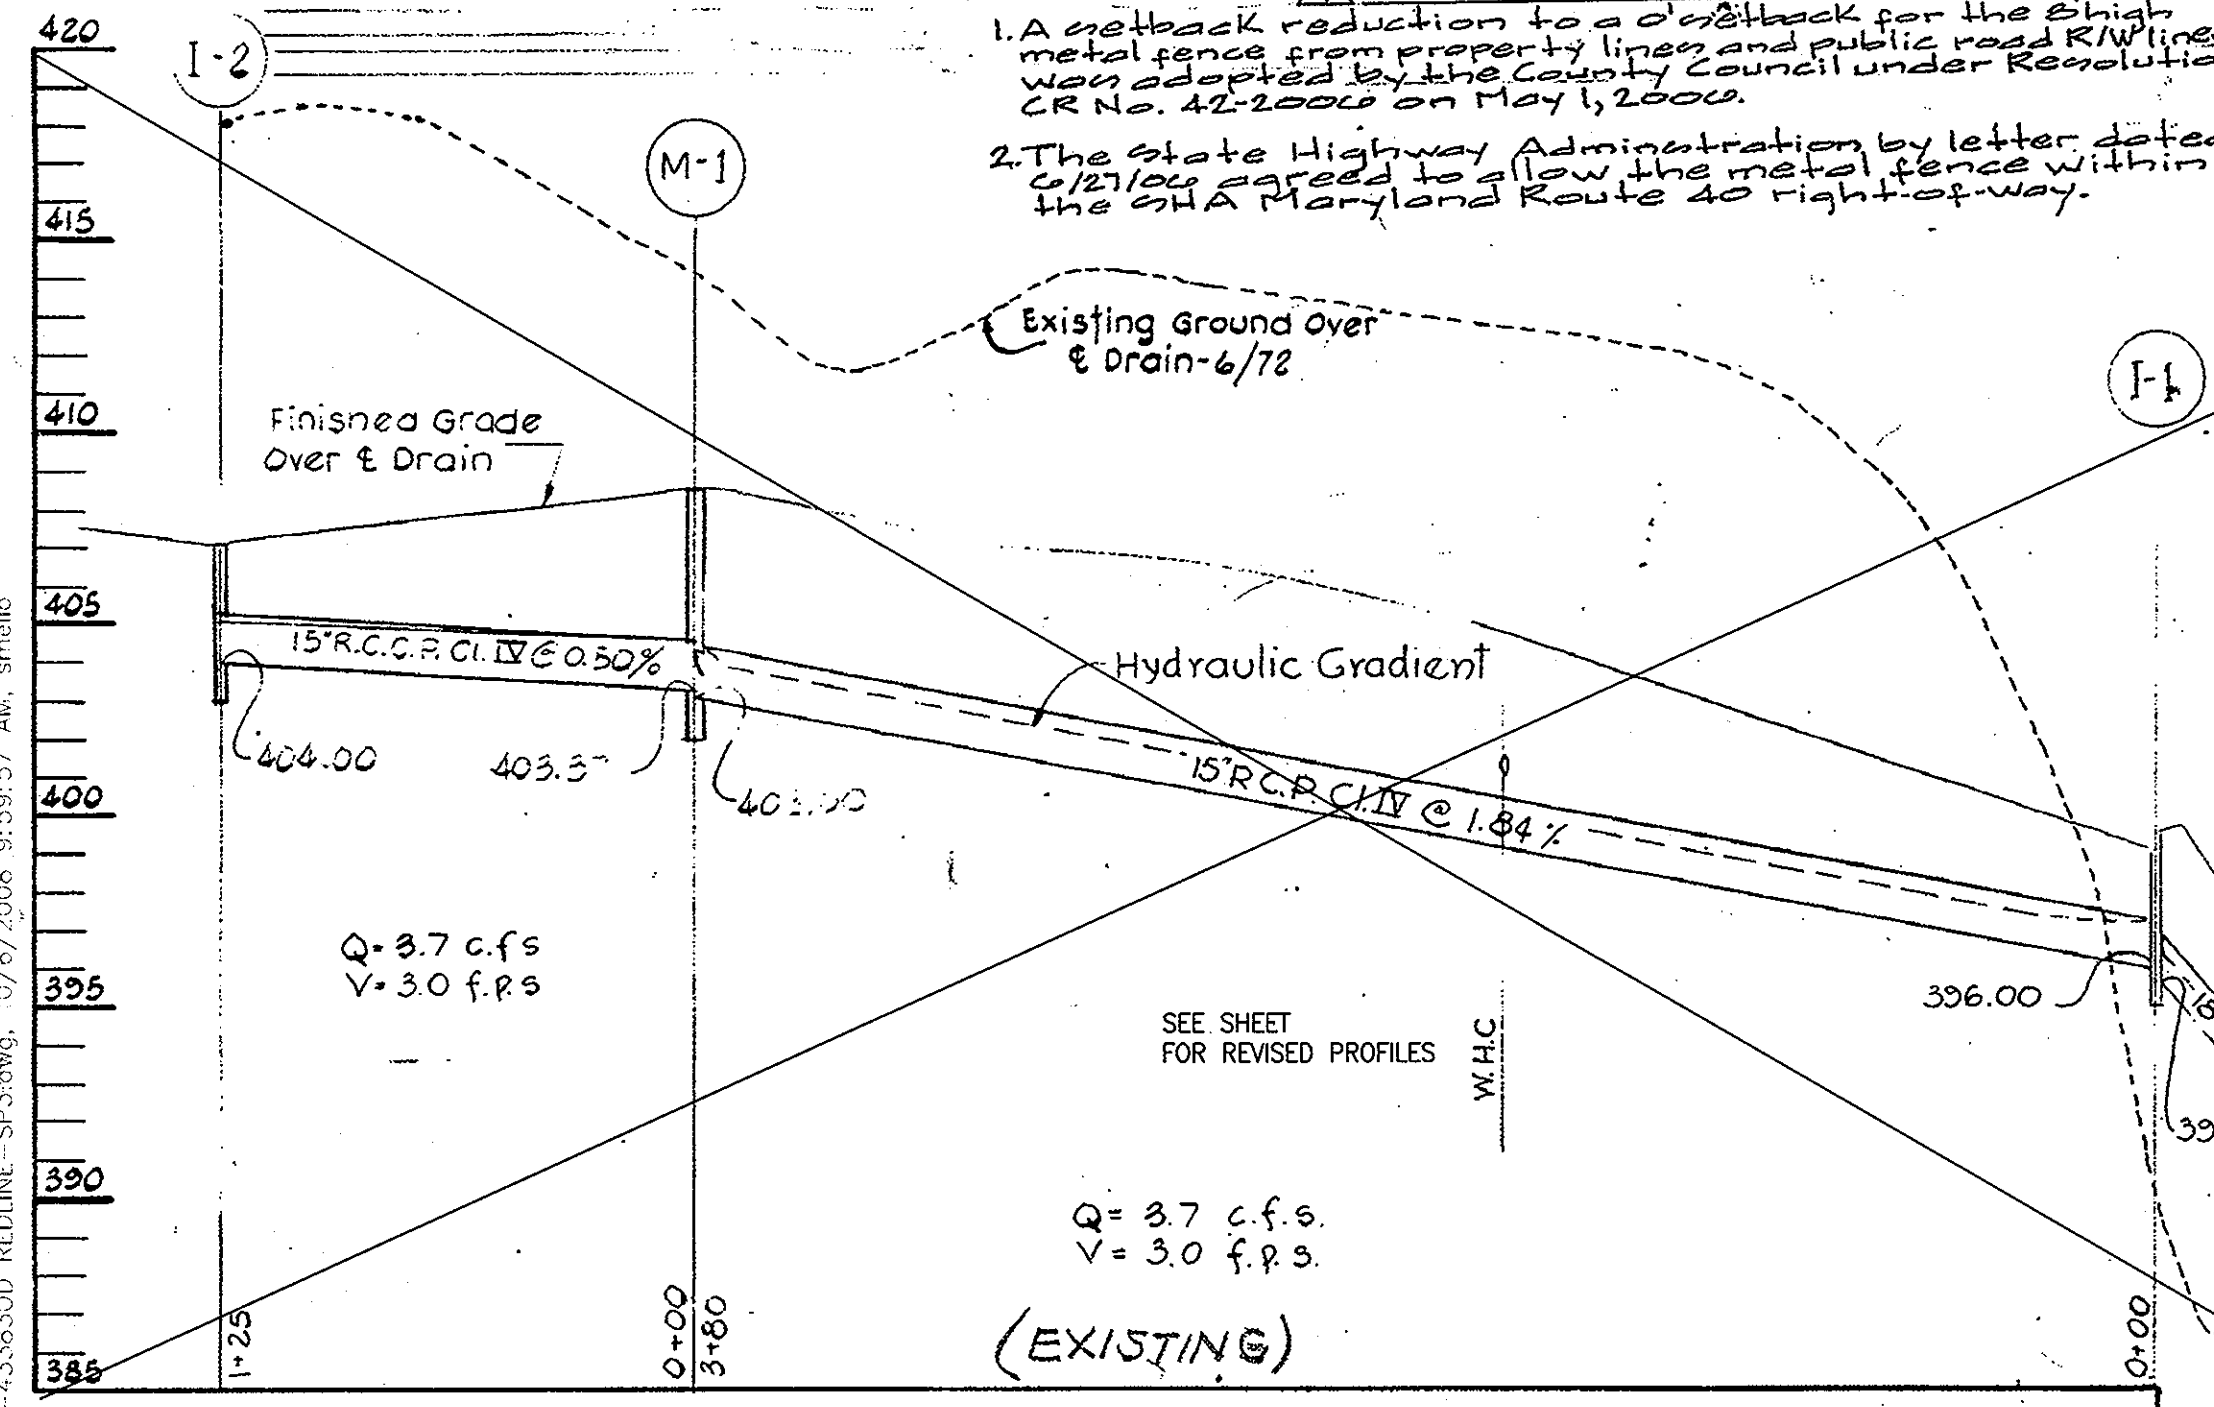 1. A setback reduction to a 0' setback for the 8' high
metal fence from property lines and public road R/W lines
was adopted by the County Council under Resolutio
CR No. 42-2006 on May 1, 2006.
2. The State Highway Adminstration by letter dated
6/27/06 agreed to allow the metal fence within
the SHA Maryland Route 40 right-of-way.
420
I-2
M-1
415
Existing Ground Over
℄ Drain-6/72
I-1
410
Finished Grade
Over ℄ Drain
405
15" R.C.C.P. Cl. IV @ 0.50%
Hydraulic Gradient
404.00
403.3
400
15" R.C.P. Cl. IV @ 1.84%
Q= 3.7 c.f s
V= 3.0 f.p.s
395
396.00
SEE SHEET
FOR REVISED PROFILES
W.H.C
39
390
Q= 3.7 c.f.s.
V= 3.0 f.p.s.
(EXISTING)
385
1+25
0+00
3+80
0+00